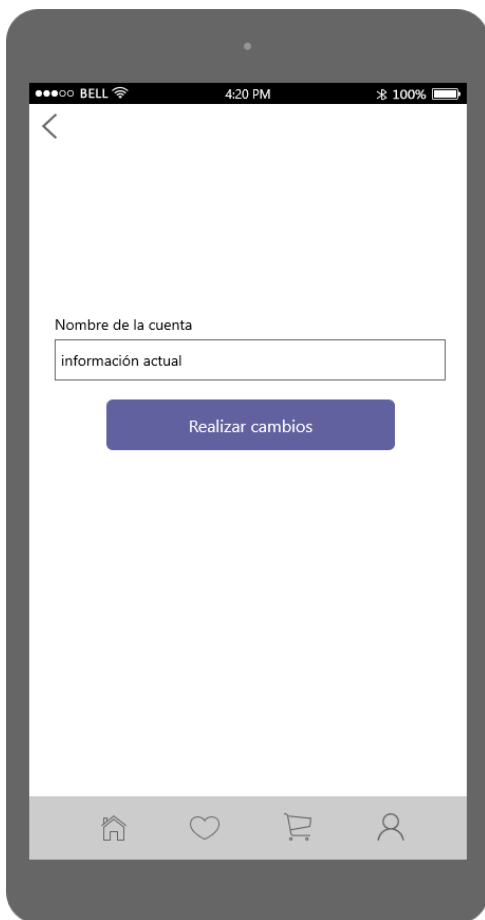 BELL 4:20 PM 100%
Nombre de la cuenta
información actual
Realizar cambios